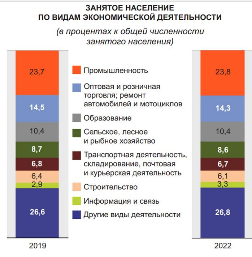 ЗАНЯТОЕ НАСЕЛЕНИЕ
ПО ВИДАМ ЭКОНОМИЧЕСКОЙ ДЕЯТЕЛЬНОСТИ
(в процентах к общей численности
занятого населения)
23,7
Промышленность
23,8
14,5
Оптовая и розничная
торговля; ремонт
автомобилей и мотоциклов
14,3
10,4
Образование
10,4
8,7
Сельское, лесное
и рыбное хозяйство
8,6
6,8
Транспортная деятельность,
складирование, почтовая
и курьерская деятельность
6,7
6,4
Строительство
6,1
2,9
Информация и связь
3,3
26,6
Другие виды деятельности
26,8
2019
2022